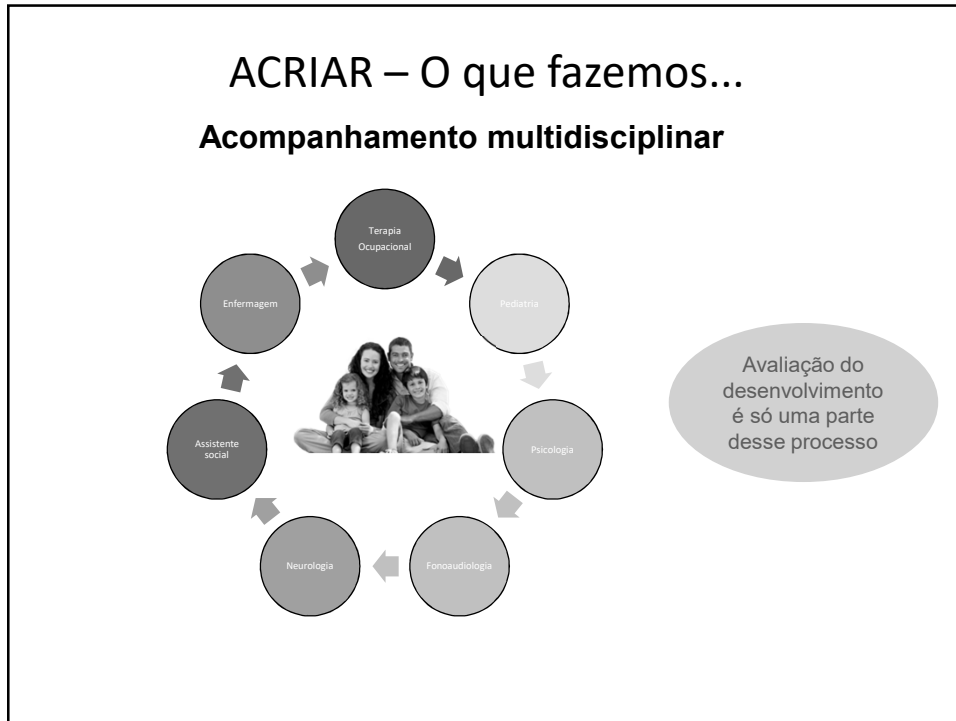 ACRIAR – O que fazemos...
Acompanhamento multidisciplinar
Terapia
Ocupacional
Pediatria
Psicologia
Fonoaudiologia
Neurologia
Assistente
social
Enfermagem
Avaliação do
desenvolvimento
é só uma parte
desse processo